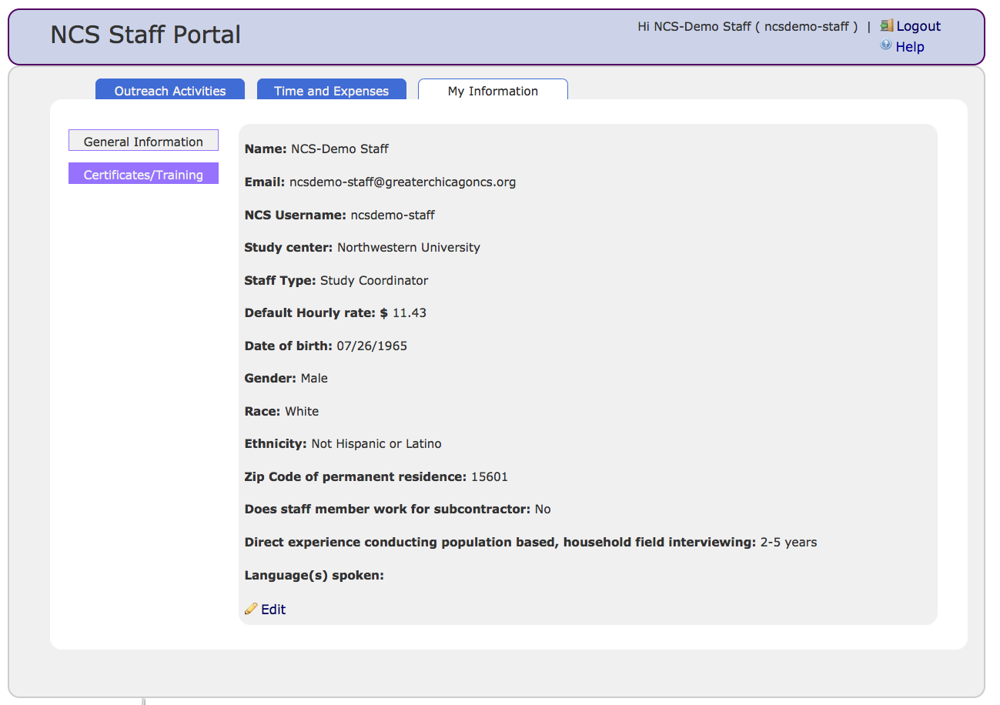 NCS Staff Portal
Hi NCS-Demo Staff ( ncsdemo-staff ) | Logout
Help
Outreach Activities
Time and Expenses
My Information
General Information
Certificates/Training
Name: NCS-Demo Staff
Email: ncsdemo-staff@greaterchicagoncs.org
NCS Username: ncsdemo-staff
Study center: Northwestern University
Staff Type: Study Coordinator
Default Hourly rate: $ 11.43
Date of birth: 07/26/1965
Gender: Male
Race: White
Ethnicity: Not Hispanic or Latino
Zip Code of permanent residence: 15601
Does staff member work for subcontractor: No
Direct experience conducting population based, household field interviewing: 2-5 years
Language(s) spoken:
Edit